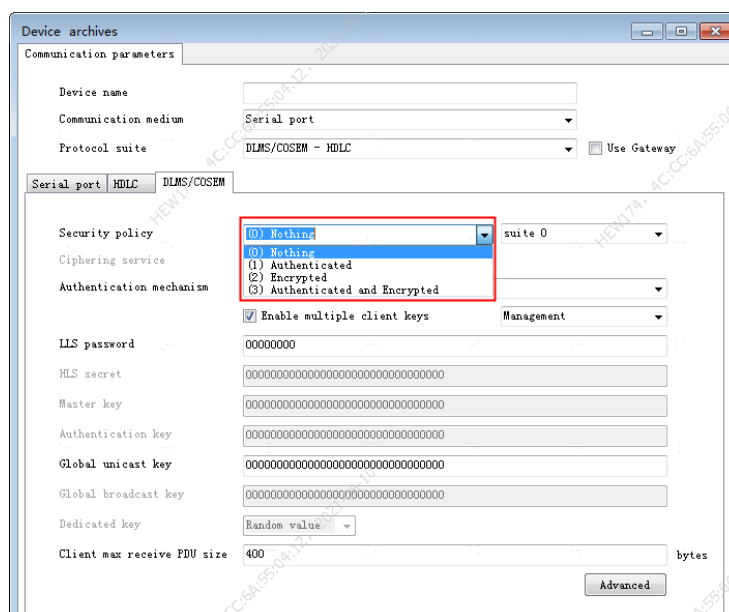 Device archives
Communication parameters
Device name
Communication medium Serial port
Protocol suite DLMS/COSEM - HDLC Use Gateway
Serial port HDLC DLMS/COSEM
Security policy (0) Nothing suite 0
(0) Nothing
Ciphering service (1) Authenticated
(2) Encrypted
Authentication mechanism (3) Authenticated and Encrypted
Enable multiple client keys Management
LLS password 00000000
HLS secret 00000000000000000000000000000000
Master key 00000000000000000000000000000000
Authentication key 00000000000000000000000000000000
Global unicast key 00000000000000000000000000000000
Global broadcast key 00000000000000000000000000000000
Dedicated key Random value
Client max receive PDU size 400 bytes
Advanced